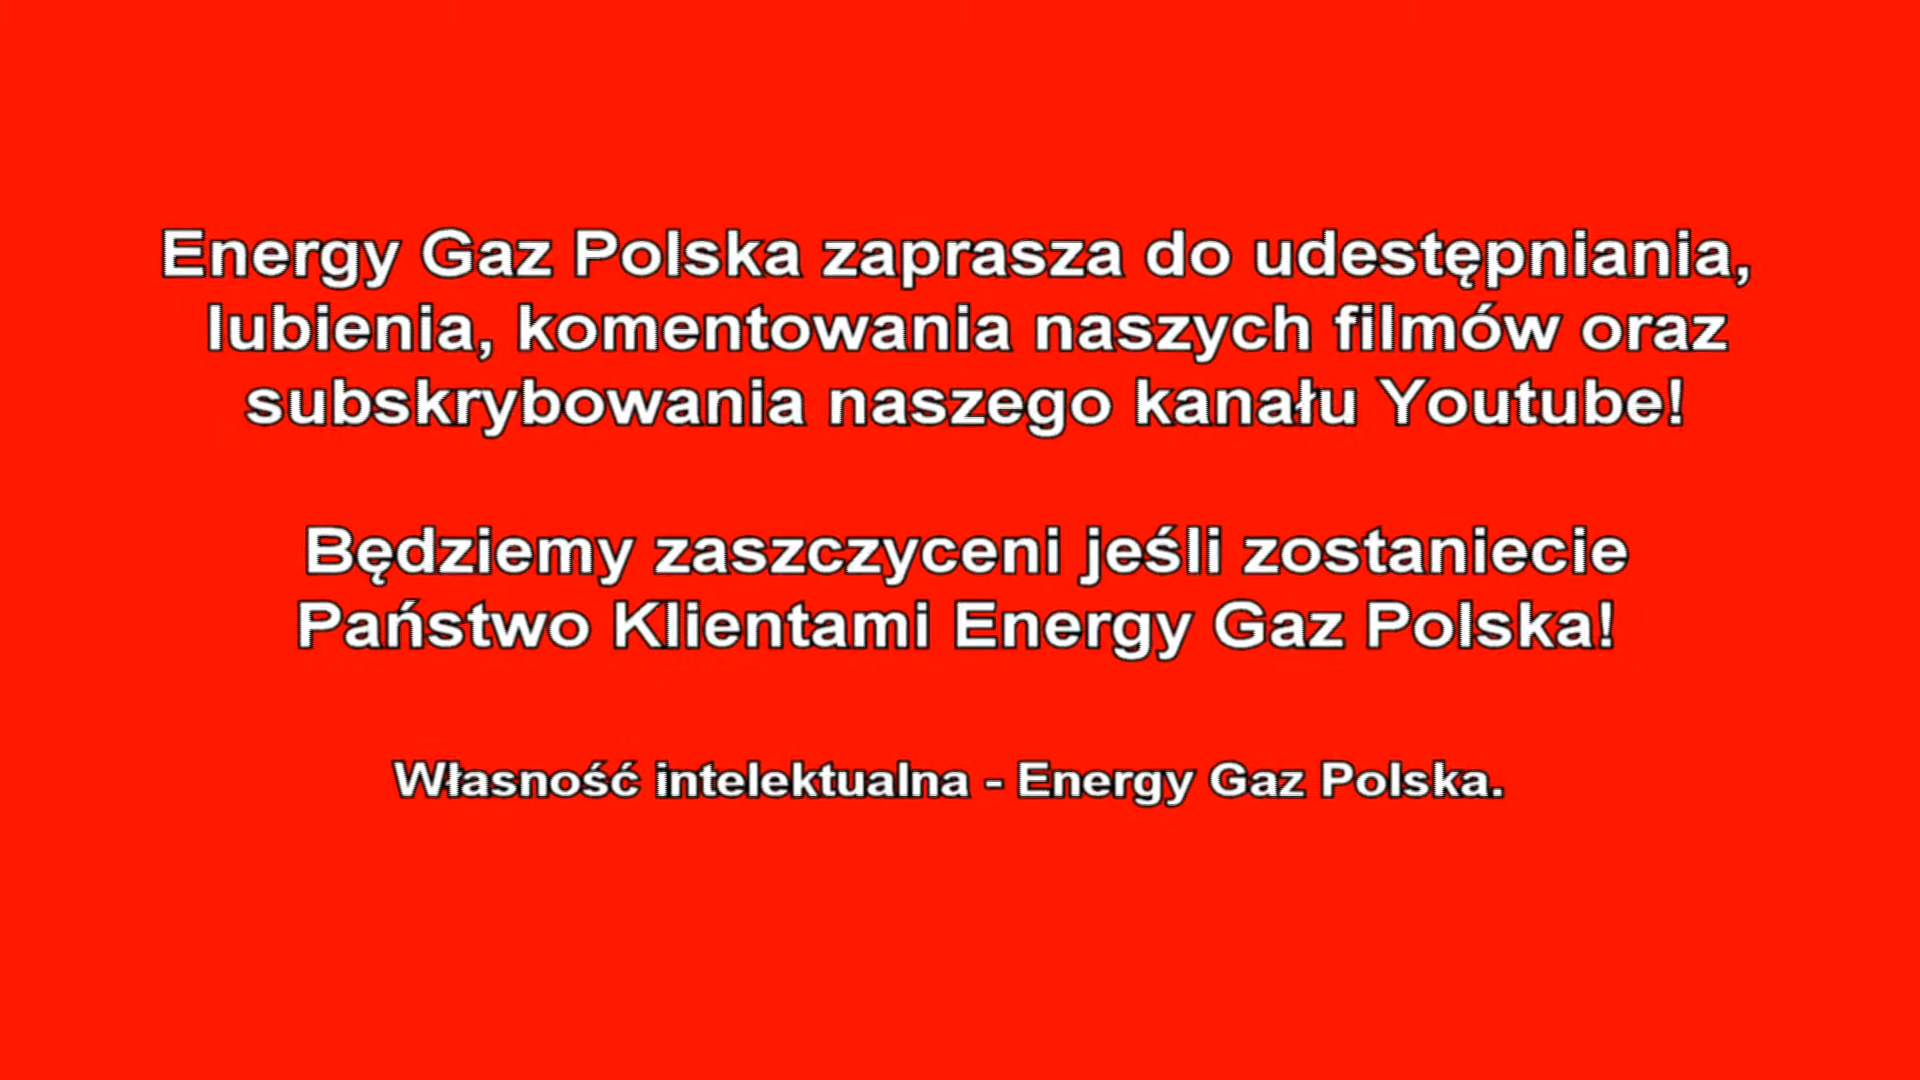 Energy Gaz Polska zaprasza do udestępniania,
lubienia, komentowania naszych filmów oraz
subskrybowania naszego kanału Youtube!
Będziemy zaszczyceni jeśli zostaniecie
Państwo Klientami Energy Gaz Polska!
Własność intelektualna - Energy Gaz Polska.